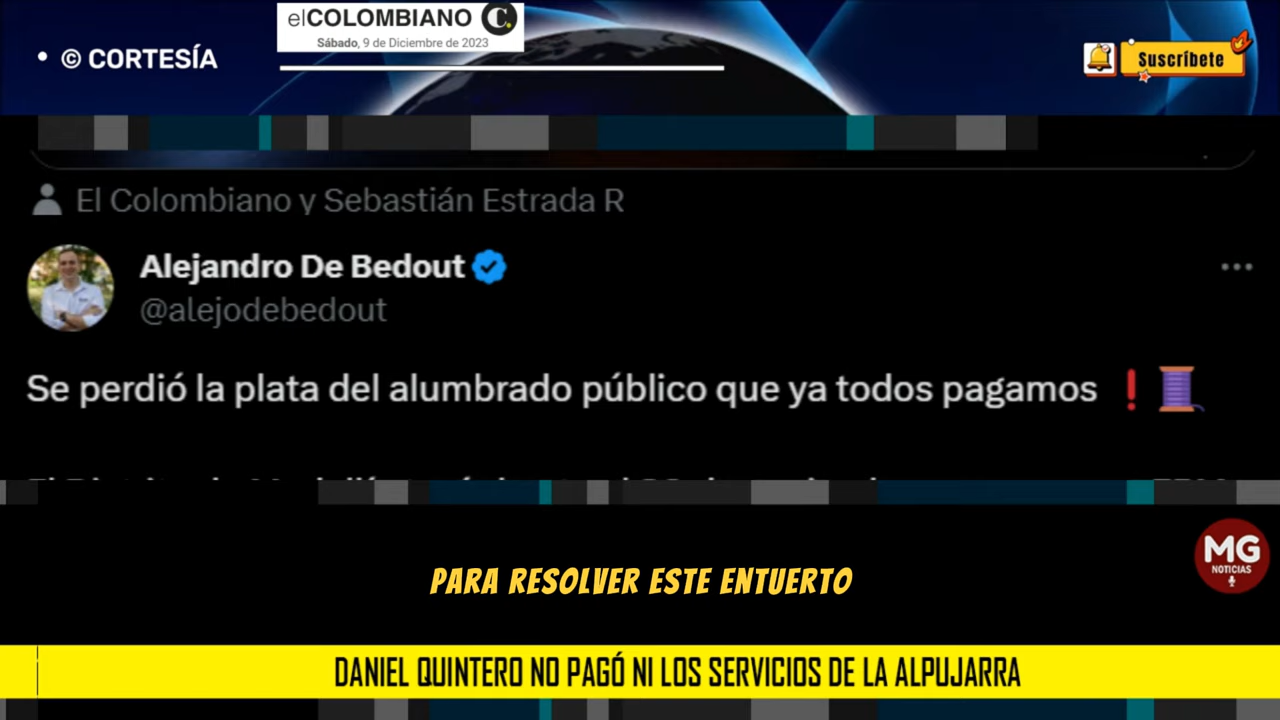 elCOLOMBIANO C.
Sábado, 9 de Diciembre de 2023
• © CORTESÍA
Suscríbete
El Colombiano y Sebastián Estrada R
Alejandro De Bedout
@alejodebedout
Se perdió la plata del alumbrado público que ya todos pagamos ❗🧵
PARA RESOLVER ESTE ENTUERTO
MG
NOTICIAS
DANIEL QUINTERO NO PAGÓ NI LOS SERVICIOS DE LA ALPUJARRA